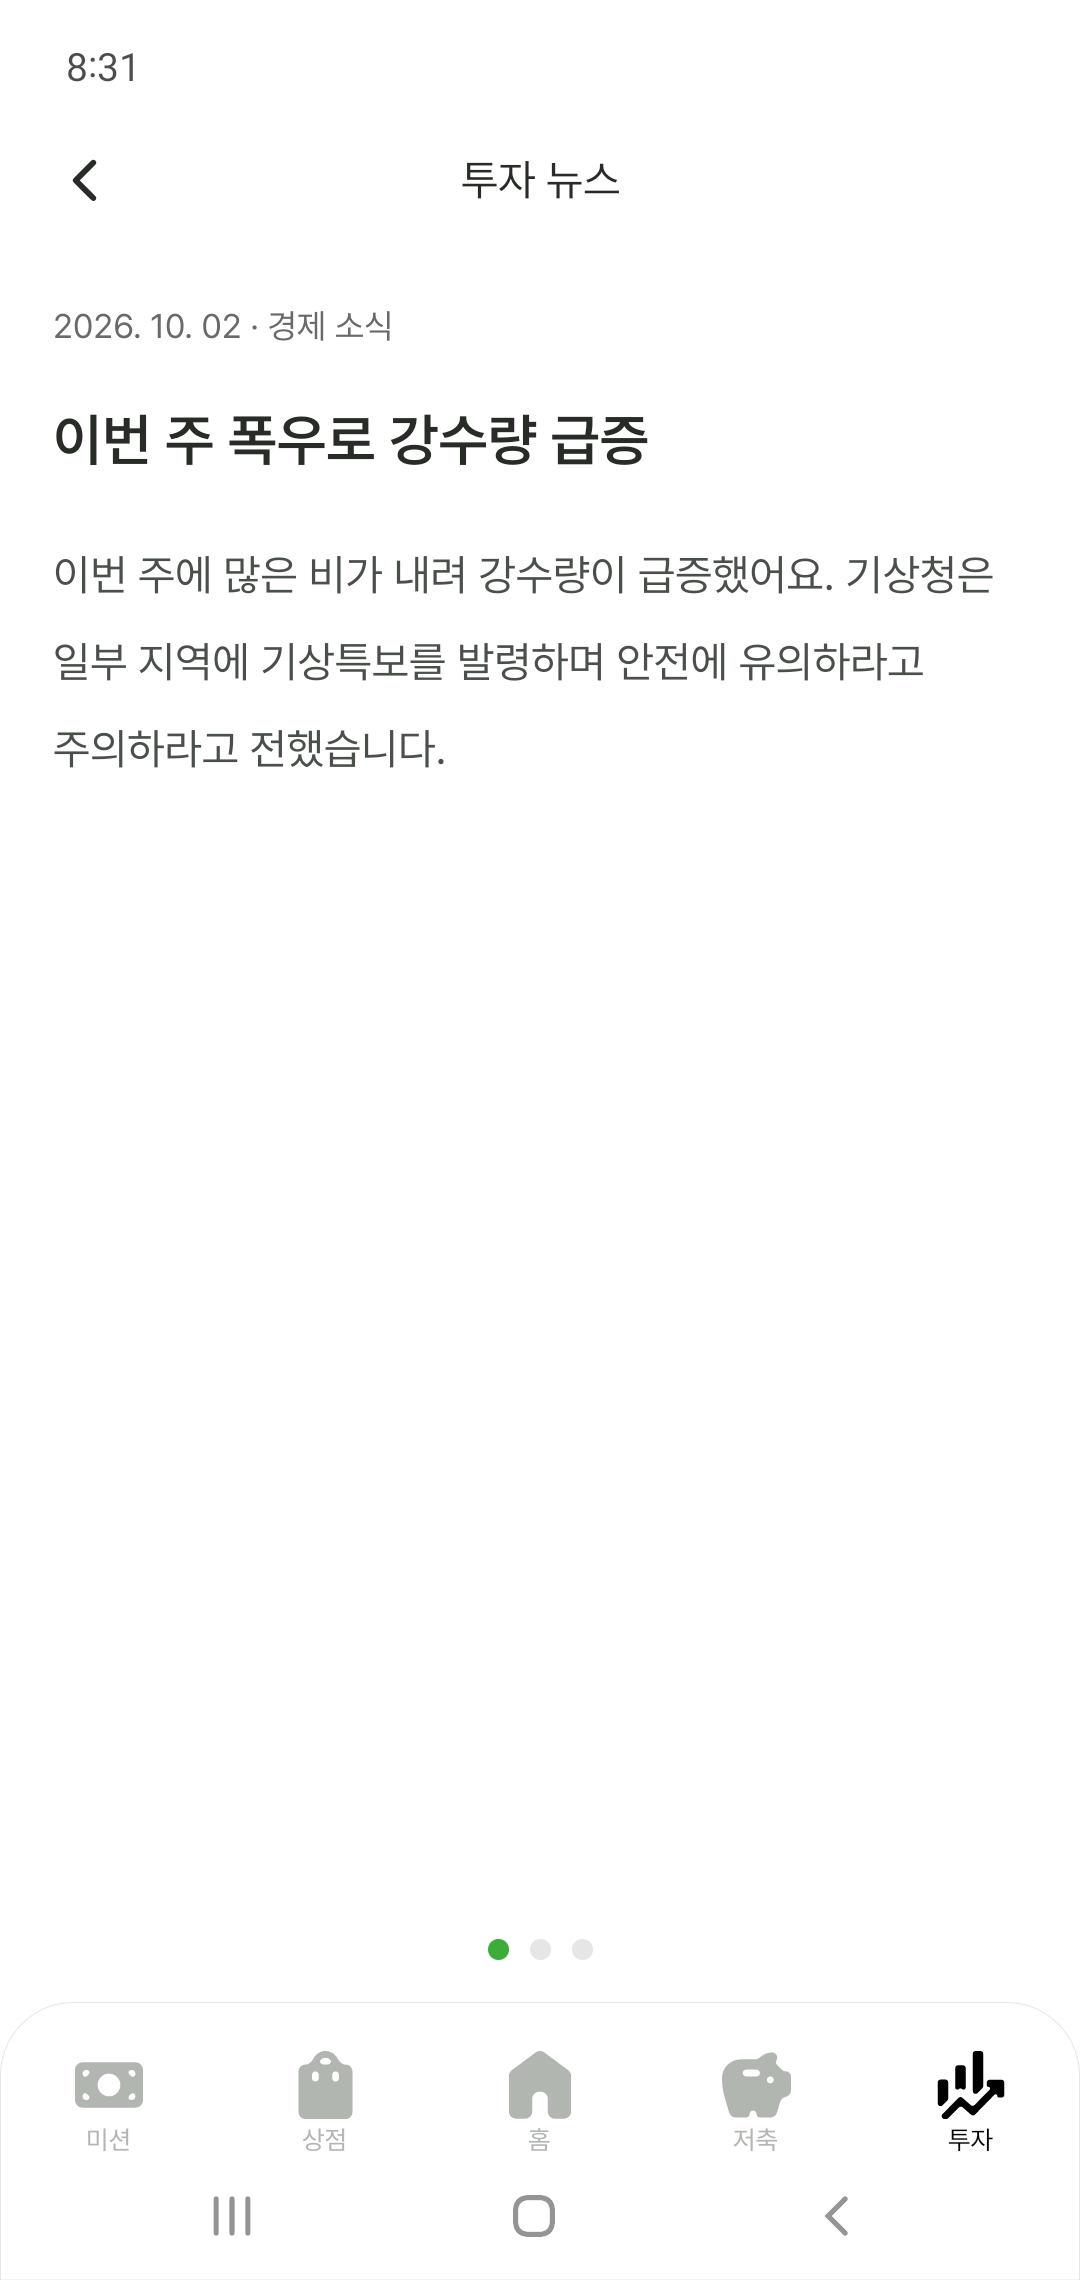 8:31
투자 뉴스
2026. 10. 02 · 경제 소식
이번 주 폭우로 강수량 급증
이번 주에 많은 비가 내려 강수량이 급증했어요. 기상청은
일부 지역에 기상특보를 발령하며 안전에 유의하라고
주의하라고 전했습니다.
미션
상점
홈
저축
투자